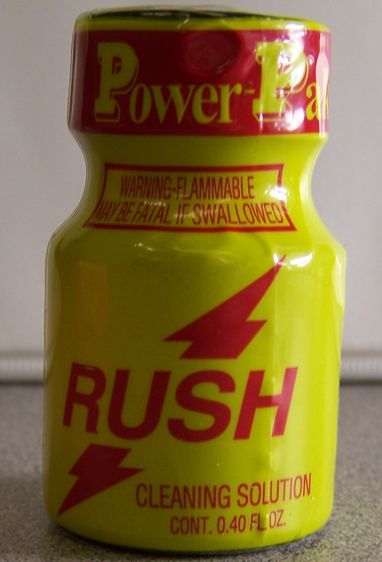 Power-Pa
WARNING-FLAMMABLE
MAY BE FATAL IF SWALLOWED
RUSH
CLEANING SOLUTION
CONT. 0.40 FL. OZ.